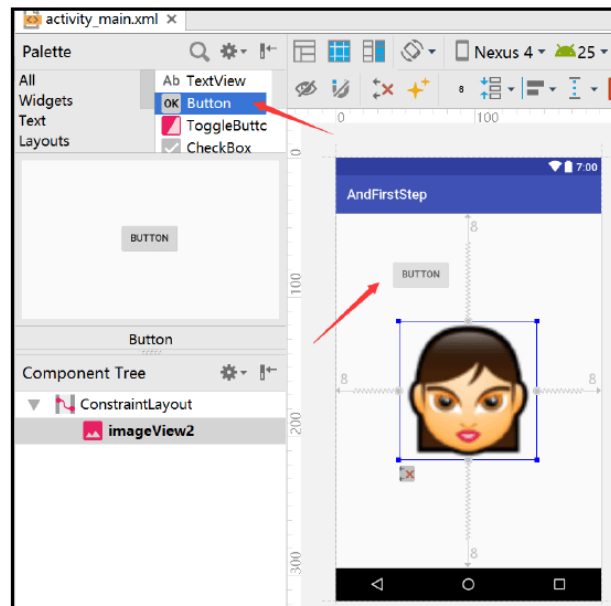 activity_main.xml
Palette
Nexus 4
25
All
Widgets
Text
Layouts
Ab TextView
OK Button
ToggleButtc
CheckBox
8
0
100
0
7:00
AndFirstStep
8
BUTTON
BUTTON
100
Button
Component Tree
8
8
ConstraintLayout
imageView2
200
8
300